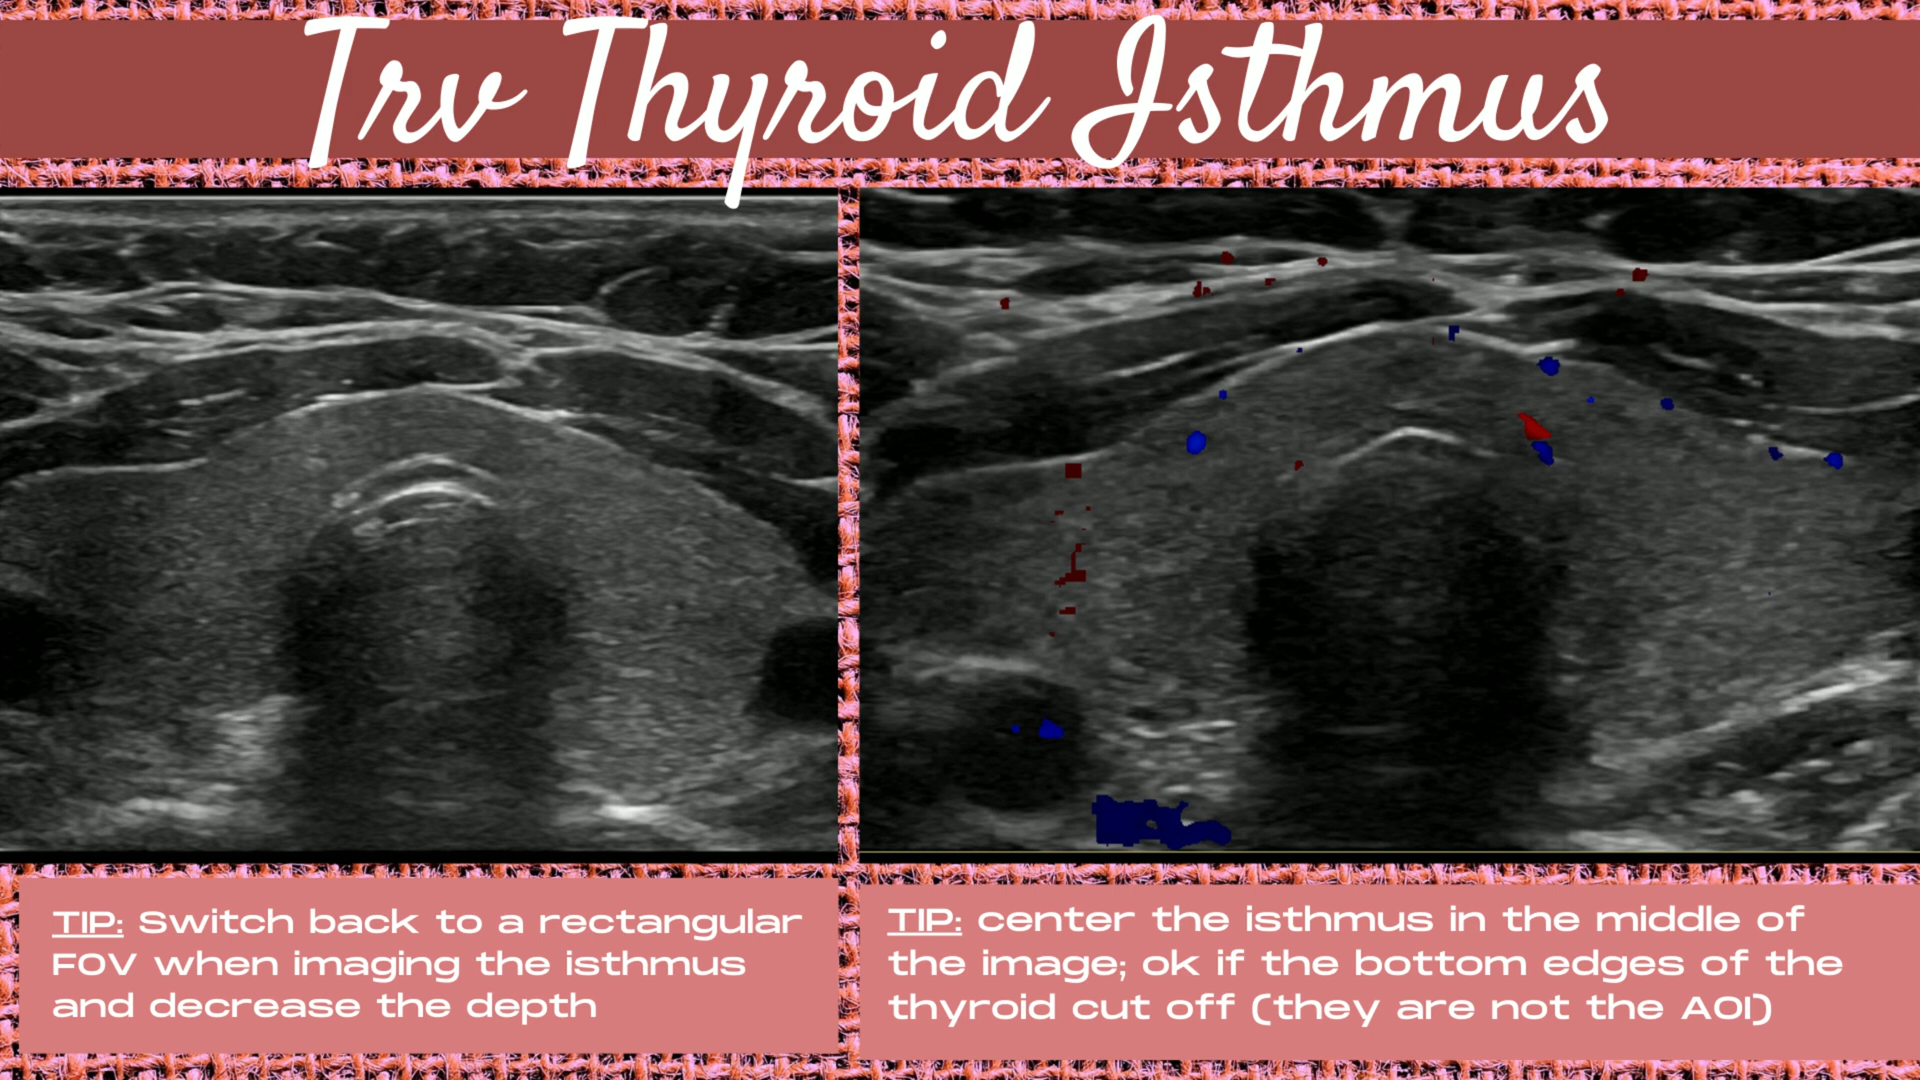 Trv Thyroid Isthmus
TIP: Switch back to a rectangular
FOV when imaging the isthmus
and decrease the depth
TIP: center the isthmus in the middle of
the image; ok if the bottom edges of the
thyroid cut off (they are not the AOI)